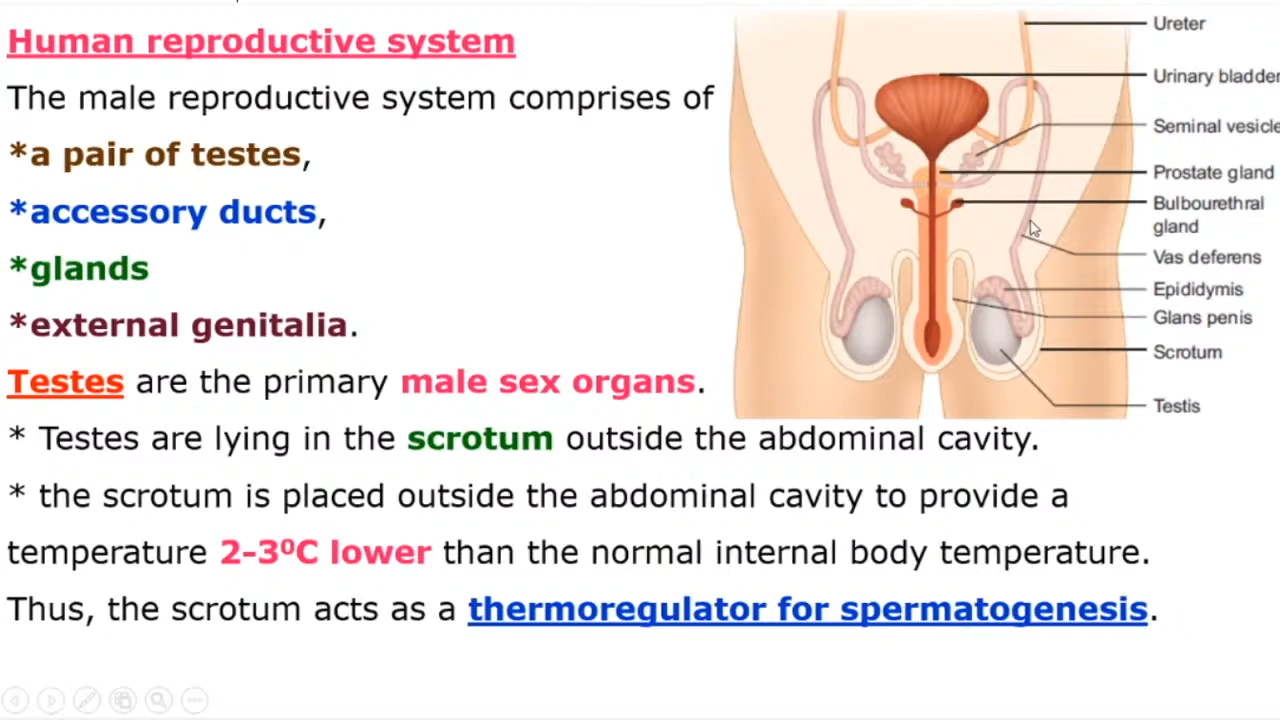 Human reproductive system
The male reproductive system comprises of
*a pair of testes,
*accessory ducts,
*glands
*external genitalia.
Testes are the primary male sex organs.
* Testes are lying in the scrotum outside the abdominal cavity.
* the scrotum is placed outside the abdominal cavity to provide a
temperature 2-3⁰C lower than the normal internal body temperature.
Thus, the scrotum acts as a thermoregulator for spermatogenesis.
Ureter
Urinary bladder
Seminal vesicle
Prostate gland
Bulbourethral
gland
Vas deferens
Epididymis
Glans penis
Scrotum
Testis